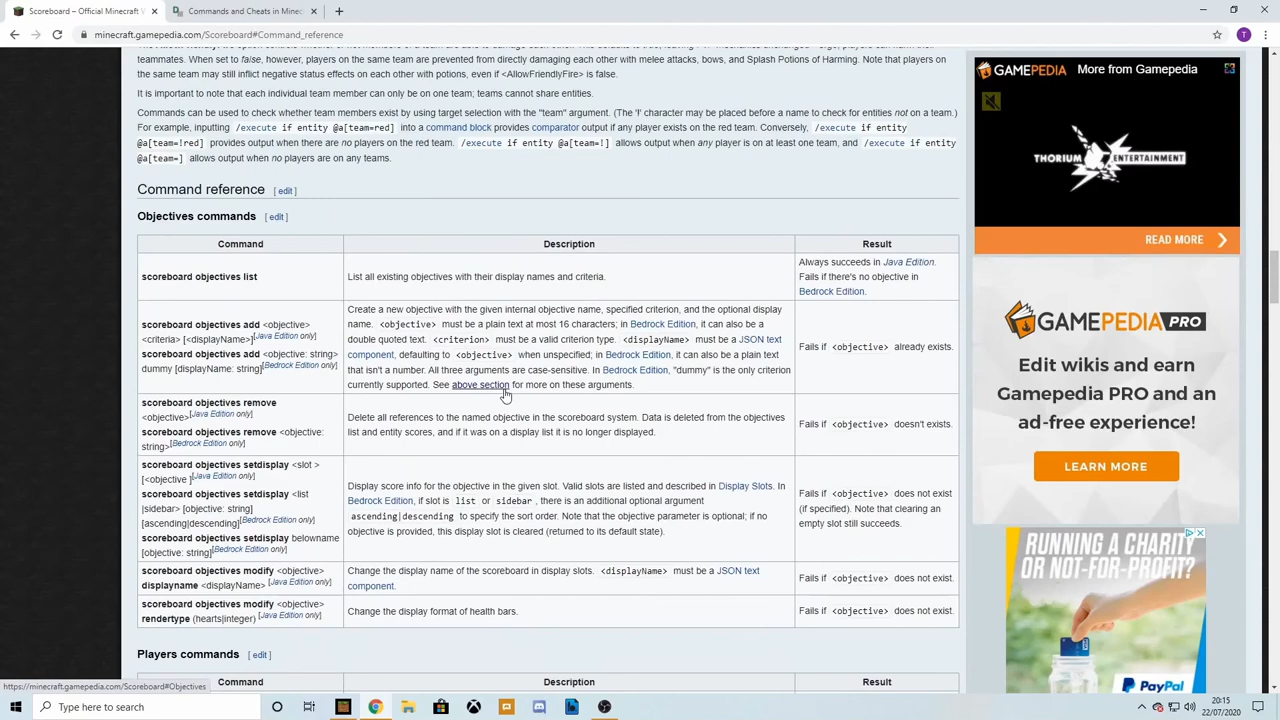 Scoreboard – Official Minecraft W
Commands and Cheats in Minec
minecraft.gamepedia.com/Scoreboard#Command_reference
T
When set to false, however, players on the same team are prevented from directly damaging each other with melee attacks, bows, and Splash Potions of Harming. Note that players on
the same team may still inflict negative status effects on each other with potions, even if <AllowFriendlyFire> is false.
It is important to note that each individual team member can only be on one team; teams cannot share entities.
Commands can be used to check whether team members exist by using target selection with the "team" argument. (The '!' character may be placed before a name to check for entities not on a team.)
For example, inputting /execute if entity @a[team=red] into a command block provides comparator output if any player exists on the red team. Conversely, /execute if entity
@a[team=!red] provides output when there are no players on the red team. /execute if entity @a[team=!] allows output when any player is on at least one team, and /execute if entity
@a[team=] allows output when no players are on any teams.
Command reference [ edit ]
Objectives commands [ edit ]
Command Description Result
scoreboard objectives list
List all existing objectives with their display names and criteria.
Always succeeds in Java Edition.
Fails if there's no objective in
Bedrock Edition.
scoreboard objectives add <objective>
<criteria> [<displayName>][Java Edition only]
scoreboard objectives add <objective: string>
dummy [displayName: string][Bedrock Edition only]
Create a new objective with the given internal objective name, specified criterion, and the optional display
name. <objective> must be a plain text at most 16 characters; in Bedrock Edition, it can also be a
double quoted text. <criterion> must be a valid criterion type. <displayName> must be a JSON text
component, defaulting to <objective> when unspecified; in Bedrock Edition, it can also be a plain text
that isn't a number. All three arguments are case-sensitive. In Bedrock Edition, "dummy" is the only criterion
currently supported. See above section for more on these arguments.
Fails if <objective> already exists.
scoreboard objectives remove
<objective>[Java Edition only]
scoreboard objectives remove <objective:
string>[Bedrock Edition only]
Delete all references to the named objective in the scoreboard system. Data is deleted from the objectives
list and entity scores, and if it was on a display list it is no longer displayed.
Fails if <objective> doesn't exists.
scoreboard objectives setdisplay <slot >
[<objective ][Java Edition only]
scoreboard objectives setdisplay <list
|sidebar> [objective: string]
[ascending|descending][Bedrock Edition only]
scoreboard objectives setdisplay belowname
[objective: string][Bedrock Edition only]
Display score info for the objective in the given slot. Valid slots are listed and described in Display Slots. In
Bedrock Edition, if slot is list or sidebar, there is an additional optional argument
ascending|descending to specify the sort order. Note that the objective parameter is optional; if no
objective is provided, this display slot is cleared (returned to its default state).
Fails if <objective> does not exist
(if specified). Note that clearing an
empty slot still succeeds.
scoreboard objectives modify <objective>
displayname <displayName> [Java Edition only]
Change the display name of the scoreboard in display slots. <displayName> must be a JSON text
component.
Fails if <objective> does not exist.
scoreboard objectives modify <objective>
rendertype (hearts|integer) [Java Edition only]
Change the display format of health bars.
Fails if <objective> does not exist.
Players commands [ edit ]
Command Description Result
GAMEPEDIA More from Gamepedia
THORIUM ENTERTAINMENT
READ MORE
GAMEPEDIA PRO
Edit wikis and earn
Gamepedia PRO and an
ad-free experience!
LEARN MORE
RUNNING A CHARITY
OR NOT-FOR-PROFIT?
PayPal
https://minecraft.gamepedia.com/Scoreboard#Objectives
Type here to search
20:15
22/07/2020